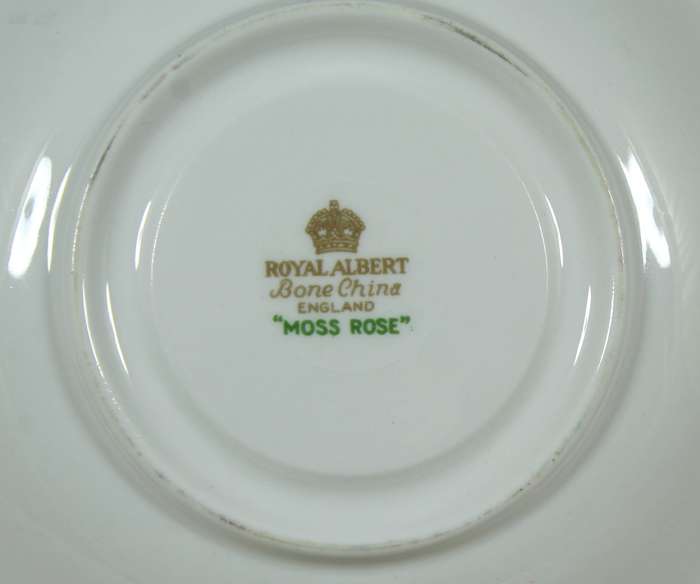 ROYAL ALBERT
Bone China
ENGLAND
"MOSS ROSE"